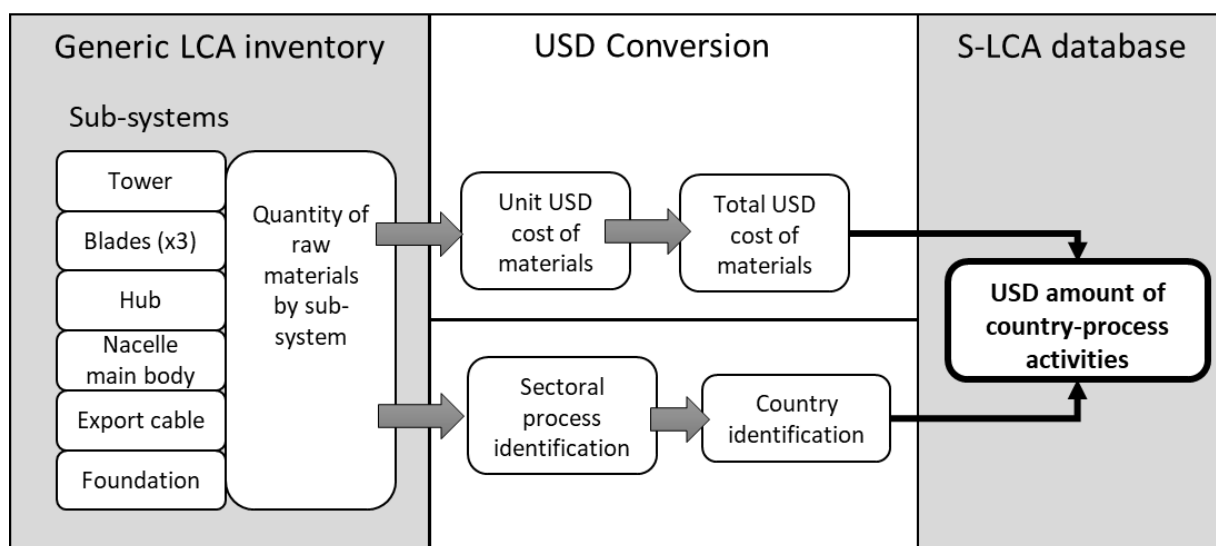 Generic LCA inventory
Sub-systems
Tower
Blades (x3)
Hub
Nacelle
main body
Export cable
Foundation
Quantity of
raw
materials
by sub-
system
USD Conversion
Unit USD
cost of
materials
Total USD
cost of
materials
Sectoral
process
identification
Country
identification
S-LCA database
USD amount of
country-process
activities